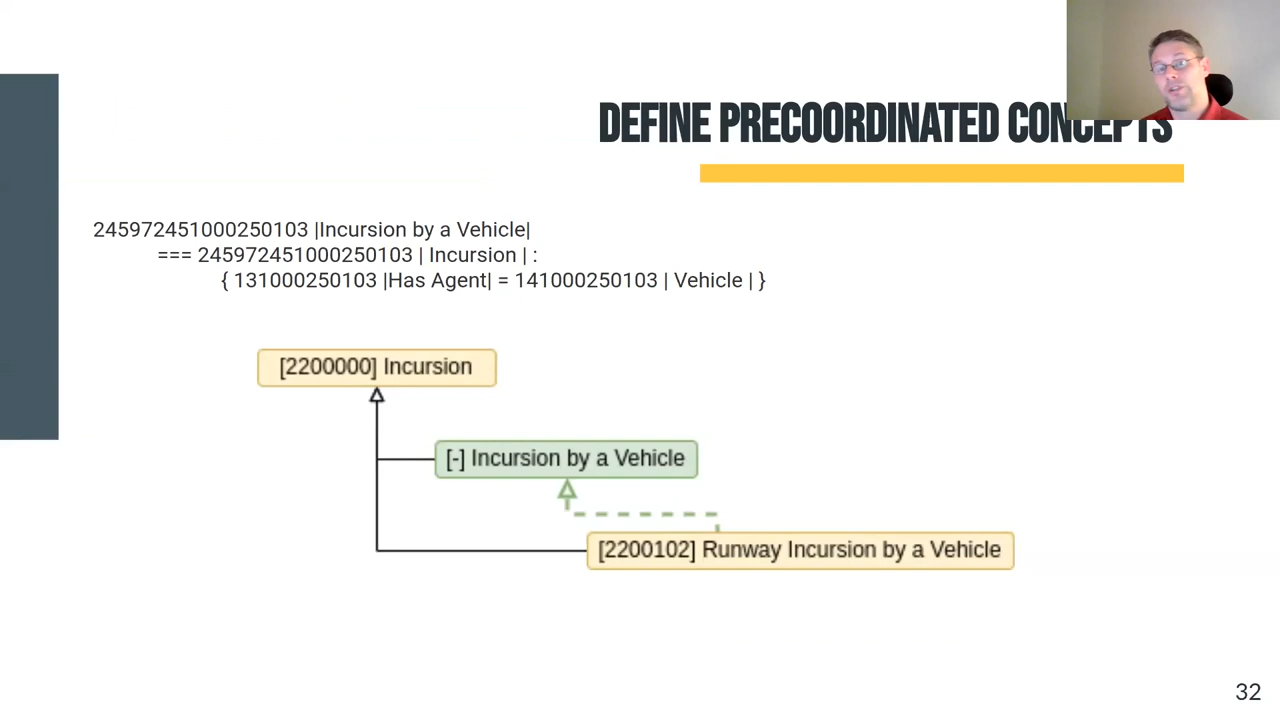 DEFINE PRECOORDINATED CONCEPTS
245972451000250103 |Incursion by a Vehicle|
=== 245972451000250103 | Incursion | :
{ 131000250103 |Has Agent| = 141000250103 | Vehicle | }
[2200000] Incursion
[-] Incursion by a Vehicle
[2200102] Runway Incursion by a Vehicle
32